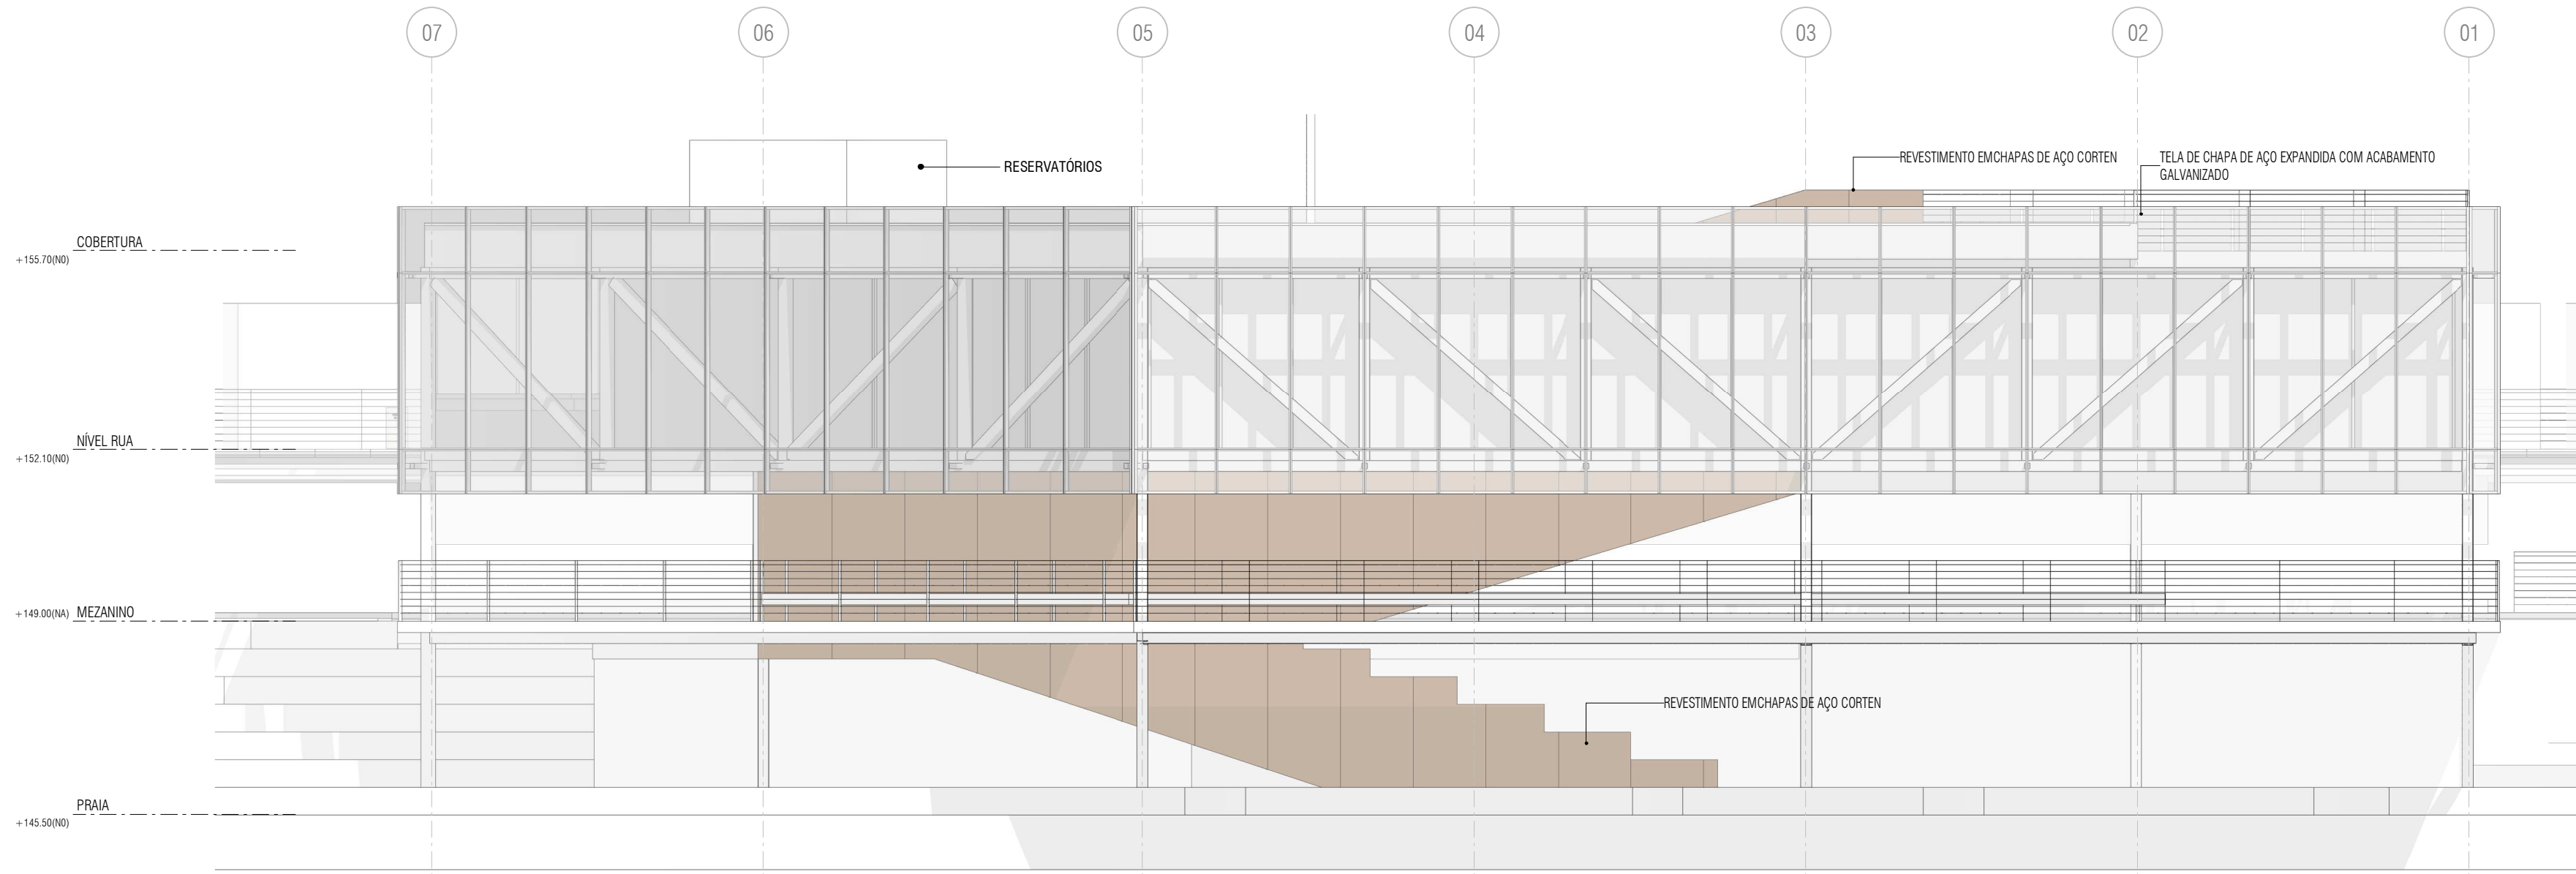 07 06 05 04 03 02 01
RESERVATÓRIOS
REVESTIMENTO EMCHAPAS DE AÇO CORTEN
TELA DE CHAPA DE AÇO EXPANDIDA COM ACABAMENTO
GALVANIZADO
COBERTURA
+155.70(N0)
NÍVEL RUA
+152.10(N0)
+149.00(NA) MEZANINO
REVESTIMENTO EMCHAPAS DE AÇO CORTEN
PRAIA
+145.50(N0)